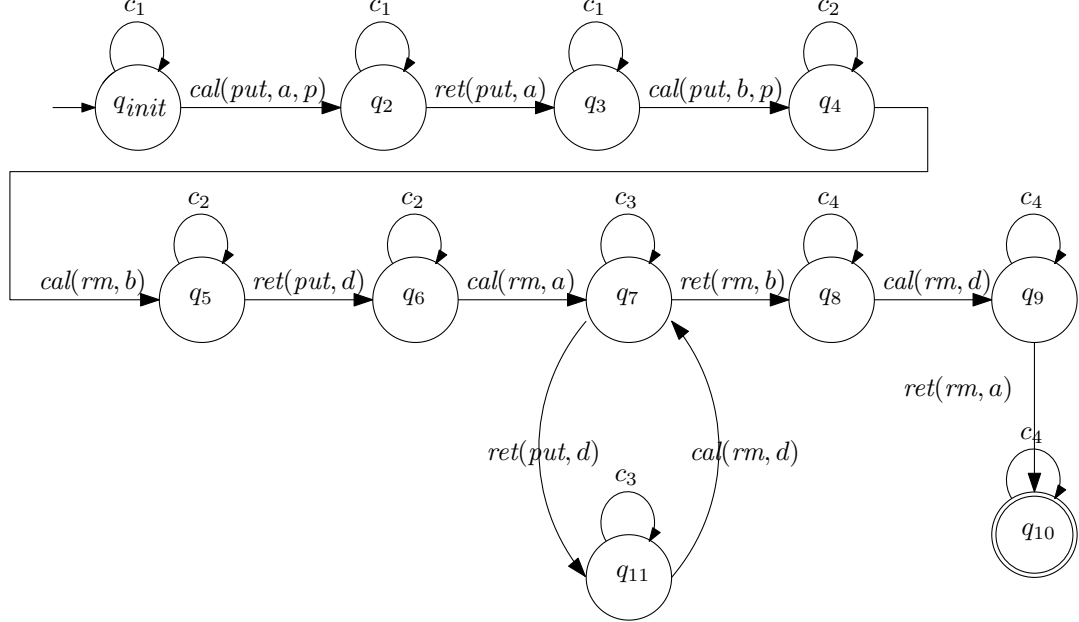 c₁ c₁ c₁ c₂
q_init cal(put, a, p) q₂ ret(put, a) q₃ cal(put, b, p) q₄
c₂ c₂ c₃ c₄ c₄
cal(rm, b) q₅ ret(put, d) q₆ cal(rm, a) q₇ ret(rm, b) q₈ cal(rm, d) q₉
ret(rm, a)
c₄
ret(put, d) cal(rm, d)
c₃
q₁₀
q₁₁